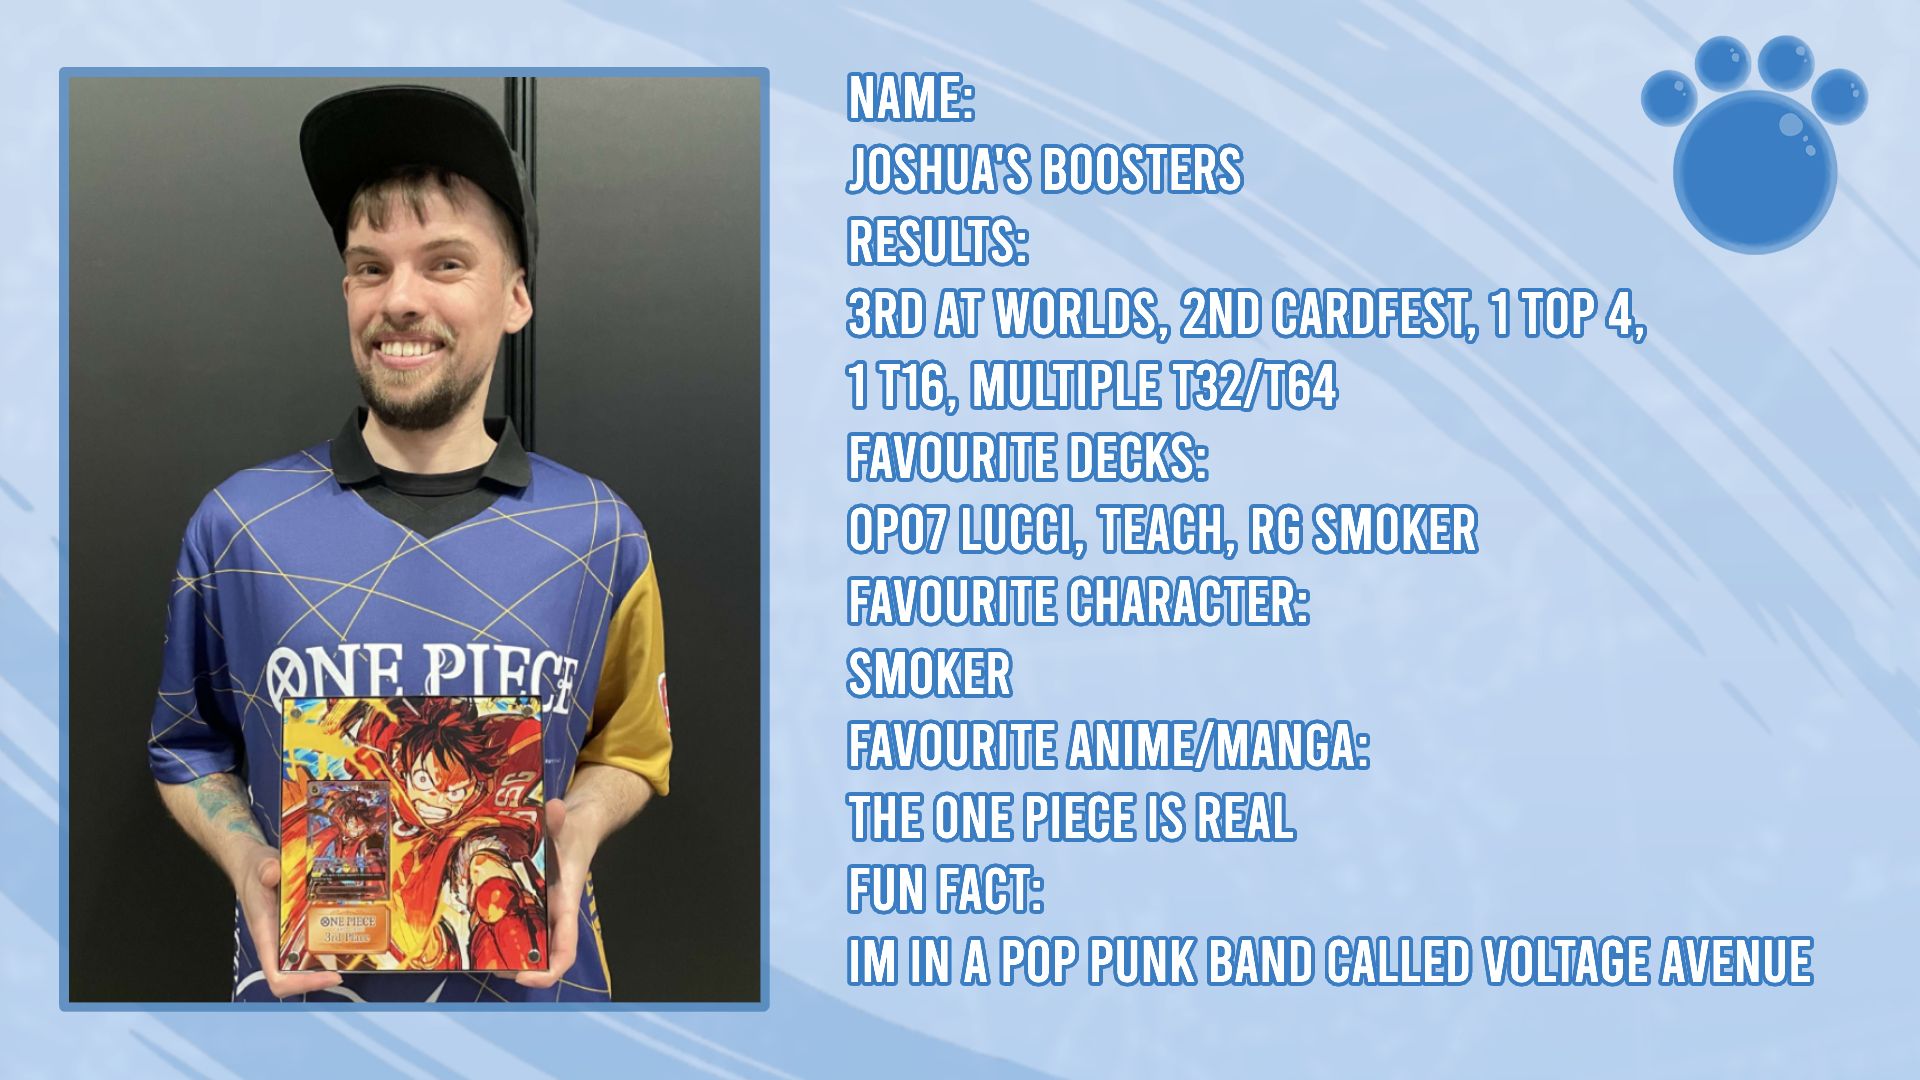 NAME:
JOSHUA'S BOOSTERS
RESULTS:
3RD AT WORLDS, 2ND CARDFEST, 1 TOP 4,
1 T16, MULTIPLE T32/T64
FAVOURITE DECKS:
OP07 LUCCI, TEACH, RG SMOKER
FAVOURITE CHARACTER:
SMOKER
FAVOURITE ANIME/MANGA:
THE ONE PIECE IS REAL
FUN FACT:
IM IN A POP PUNK BAND CALLED VOLTAGE AVENUE
ONE PIECE
ONE PIECE
3rd Place